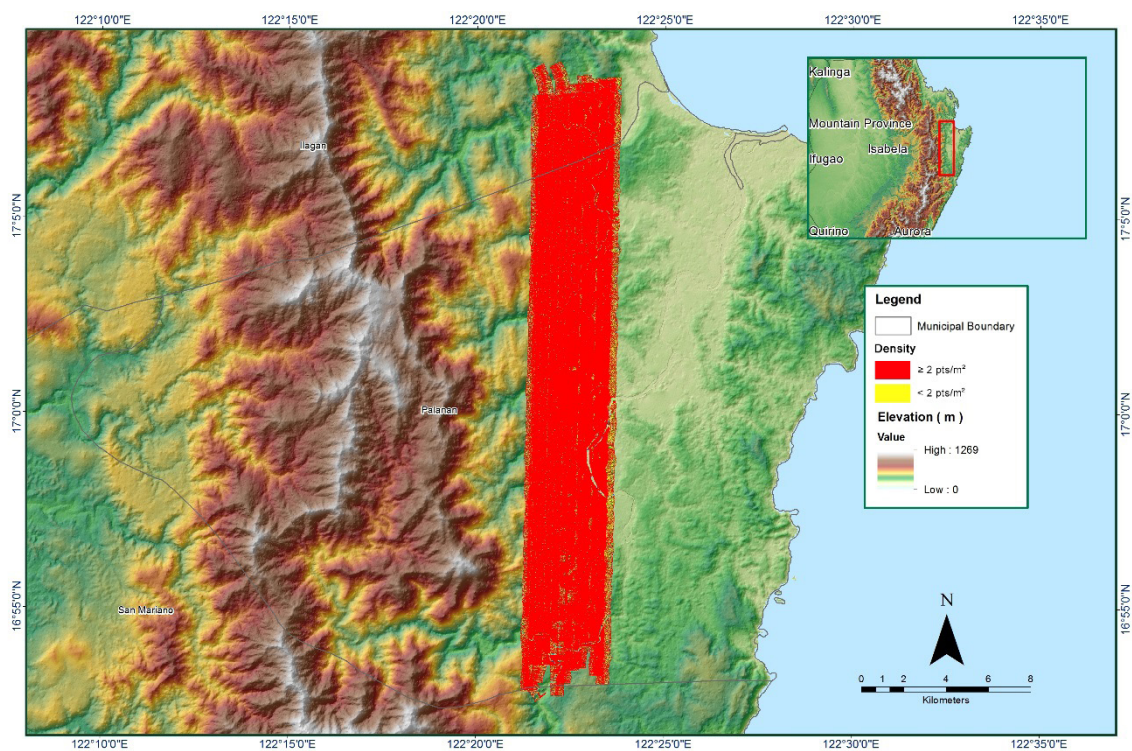 122°10'0"E
122°15'0"E
122°20'0"E
122°25'0"E
122°30'0"E
122°35'0"E
17°5'0"N
17°0'0"N
16°55'0"N
17°5'0"N
17°0'0"N
16°55'0"N
Ilagan
Palanan
San Mariano
Kalinga
Mountain Province
Isabela
Ifugao
Quirino
Aurora
Legend
Municipal Boundary
Density
≥ 2 pts/m²
< 2 pts/m²
Elevation ( m )
Value
High : 1269
Low : 0
N
0 1 2 4 6 8
Kilometers
122°10'0"E
122°15'0"E
122°20'0"E
122°25'0"E
122°30'0"E
122°35'0"E